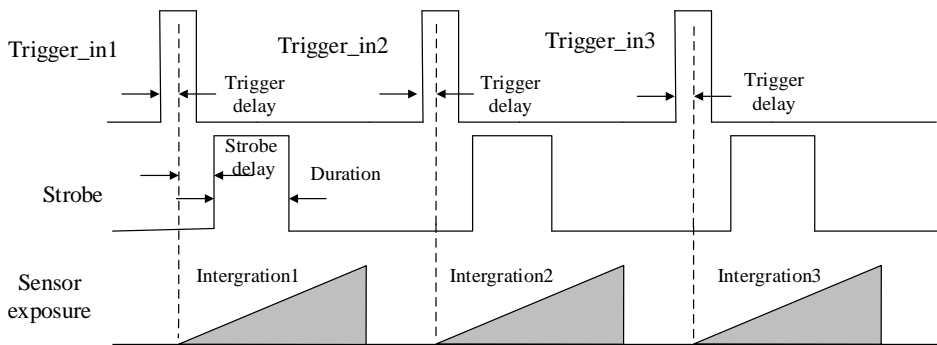 Trigger_in1
Trigger_in2
Trigger_in3
Trigger
delay
Trigger
delay
Trigger
delay
Strobe
delay
Duration
Strobe
Intergration1
Intergration2
Intergration3
Sensor
exposure